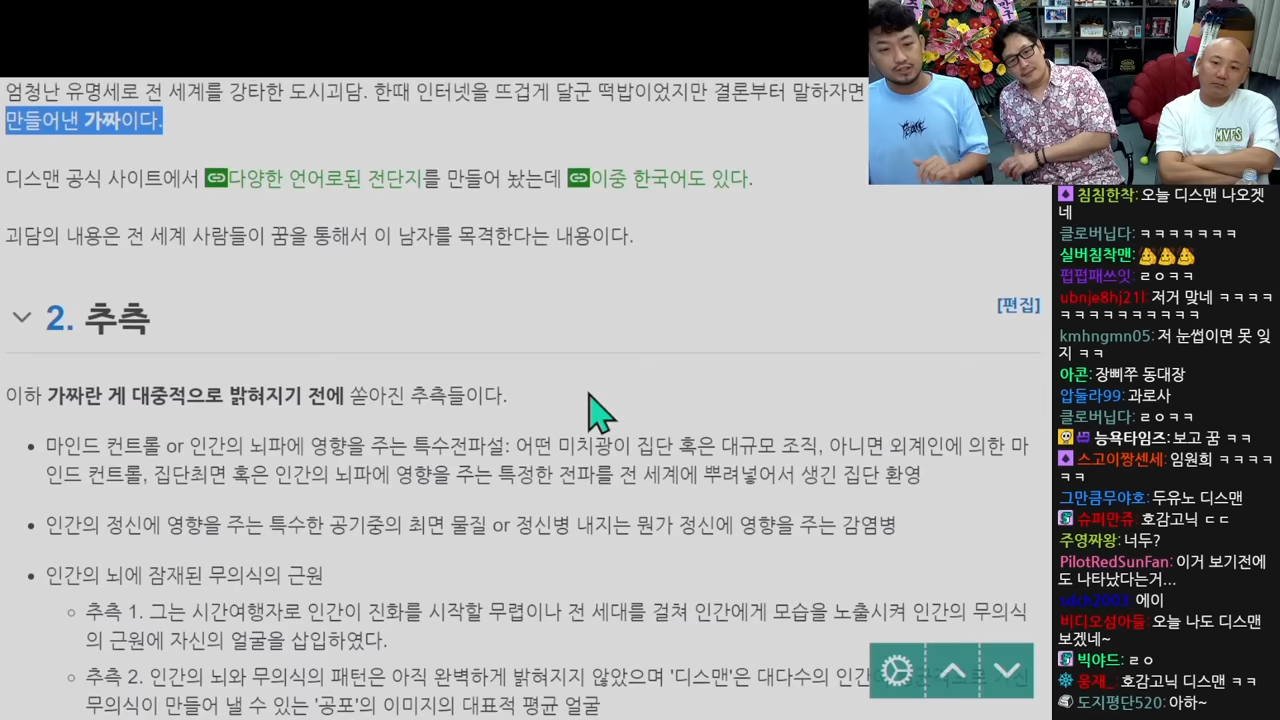 엄청난 유명세로 전 세계를 강타한 도시괴담. 한때 인터넷을 뜨겁게 달군 떡밥이었지만 결론부터 말하자면
만들어낸 가짜이다.
디스맨 공식 사이트에서 다양한 언어로된 전단지를 만들어 놨는데 이중 한국어도 있다.
괴담의 내용은 전 세계 사람들이 꿈을 통해서 이 남자를 목격한다는 내용이다.
2. 추측
[편집]
이하 가짜란 게 대중적으로 밝혀지기 전에 쏟아진 추측들이다.
마인드 컨트롤 or 인간의 뇌파에 영향을 주는 특수전파설: 어떤 미치광이 집단 혹은 대규모 조직, 아니면 외계인에 의한 마
인드 컨트롤, 집단최면 혹은 인간의 뇌파에 영향을 주는 특정한 전파를 전 세계에 뿌려넣어서 생긴 집단 환영
인간의 정신에 영향을 주는 특수한 공기중의 최면 물질 or 정신병 내지는 뭔가 정신에 영향을 주는 감염병
인간의 뇌에 잠재된 무의식의 근원
추측 1. 그는 시간여행자로 인간이 진화를 시작할 무렵이나 전 세대를 걸쳐 인간에게 모습을 노출시켜 인간의 무의식
의 근원에 자신의 얼굴을 삽입하였다.
추측 2. 인간의 뇌와 무의식의 패턴은 아직 완벽하게 밝혀지지 않았으며 '디스맨'은 대다수의 인간
무의식이 만들어 낼 수 있는 '공포'의 이미지의 대표적 평균 얼굴
MVFS
침침한착: 오늘 디스맨 나오겟
네
클로버닙다: ㅋㅋㅋㅋㅋㅋㅋ
실버침착맨:
펍펍패쓰잇: ㄹㅇㅋㅋ
ubnje8hj21l: 저거 맞네 ㅋㅋㅋㅋ
ㅋㅋㅋㅋㅋㅋㅋㅋㅋㅋ
kmhngmn05: 저 눈썹이면 못 잊
지 ㅋㅋ
아콘: 장삐쭈 동대장
압둘라99: 과로사
클로버닙다: ㄹㅇㅋㅋ
능욕타임즈: 보고 꿈 ㅋㅋ
스고이짱센세: 임원희 ㅋㅋㅋㅋ
ㅋㅋ
그만큼무야호: 두유노 디스맨
슈퍼만쥬: 호감고닉 ㄷㄷ
주영짜왕: 너두?
PilotRedSunFan: 이거 보기전에
도 나타났다는거...
sdch2003: 에이
비디오섬아들: 오늘 나도 디스맨
보겠네~
빅야드: ㄹㅇ
웅재_: 호감고닉 디스맨 ㅋㅋ
도지평단520: 아하~